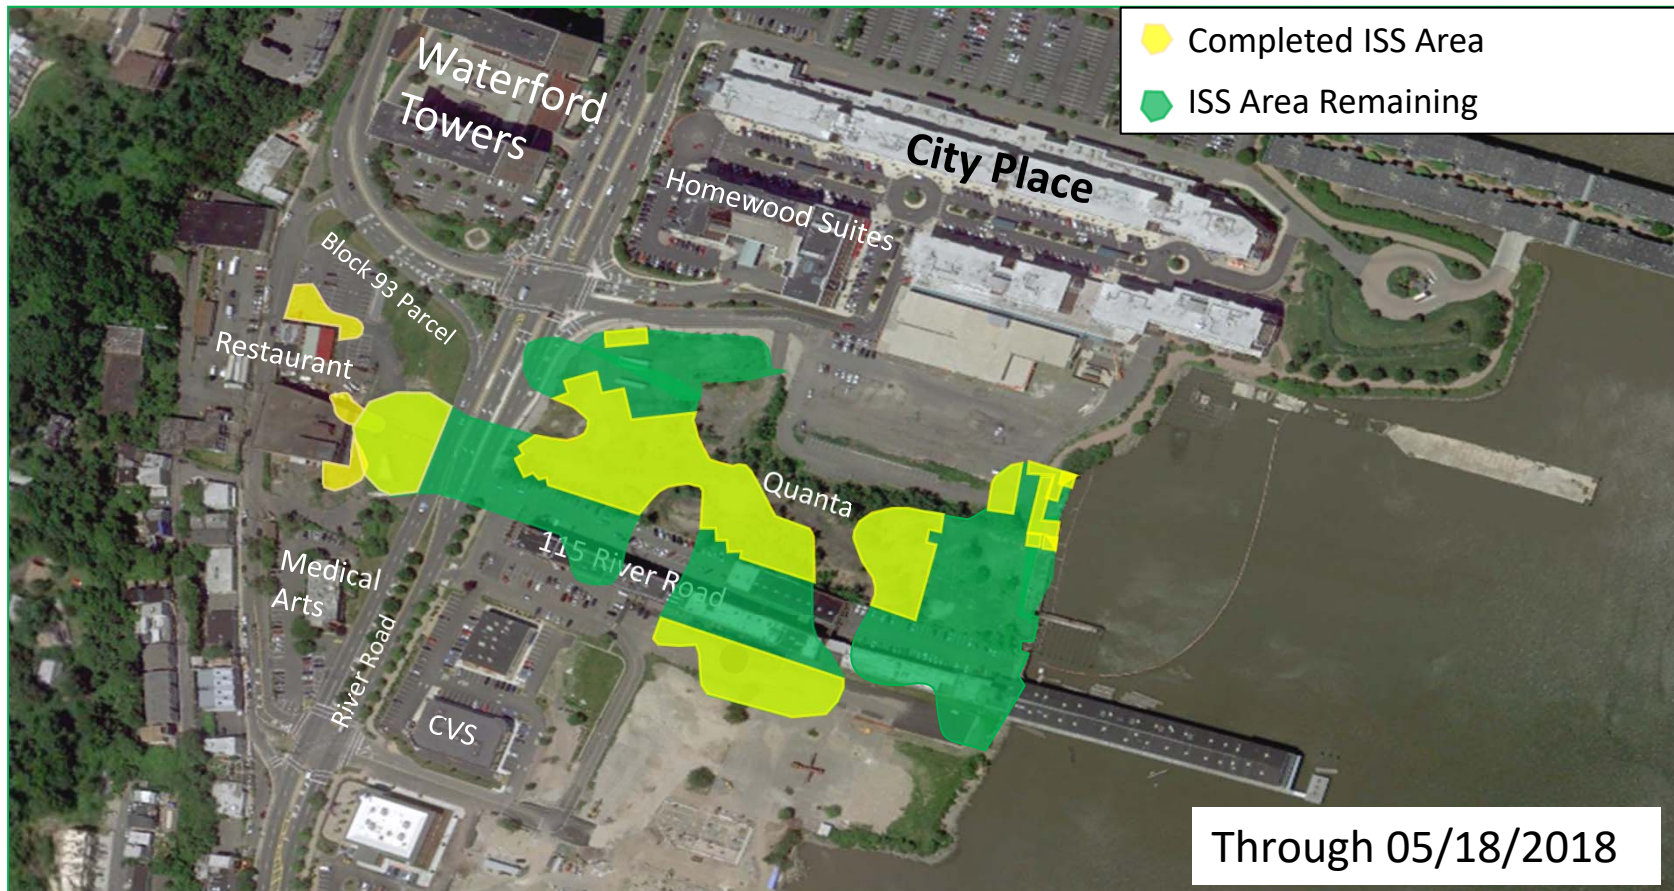 Completed ISS Area
ISS Area Remaining
Waterford
Towers
City Place
Homewood Suites
Block 93 Parcel
Restaurant
Quanta
115 River Road
Medical
Arts
River Road
CVS
Through 05/18/2018